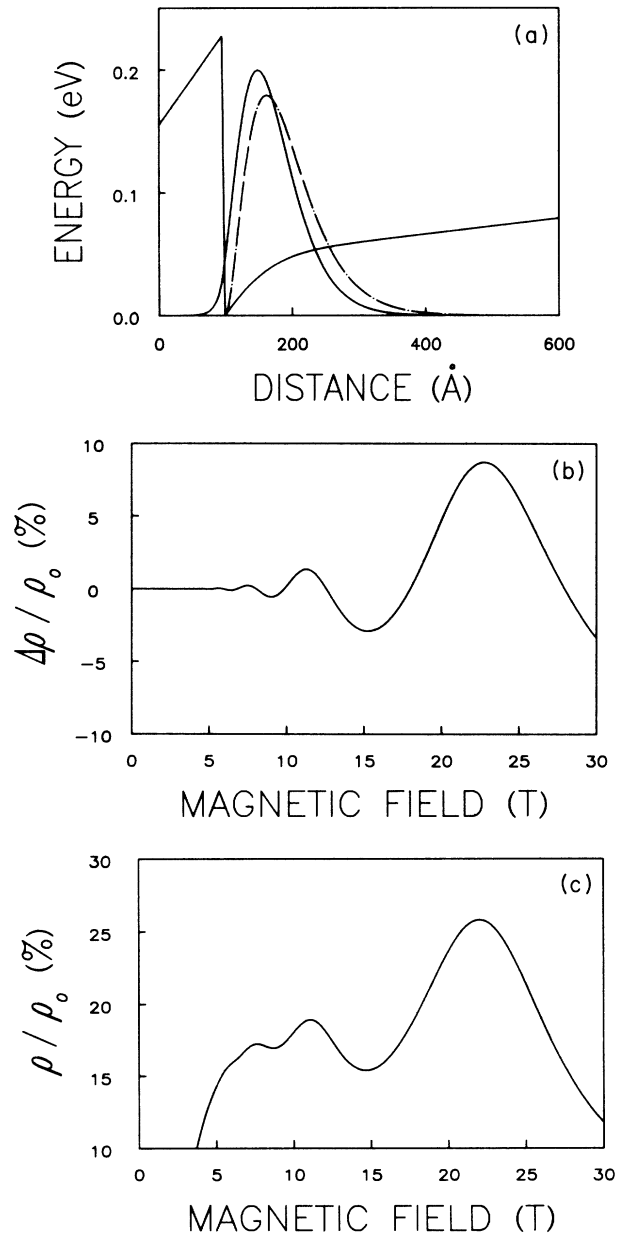 (a)
ENERGY (eV)
0.2
0.1
0.0
0 200 400 600
DISTANCE (Å)
(b)
Δρ / ρo (%)
10
5
0
−5
−10
0 5 10 15 20 25 30
MAGNETIC FIELD (T)
(c)
ρ / ρo (%)
30
25
20
15
10
0 5 10 15 20 25 30
MAGNETIC FIELD (T)